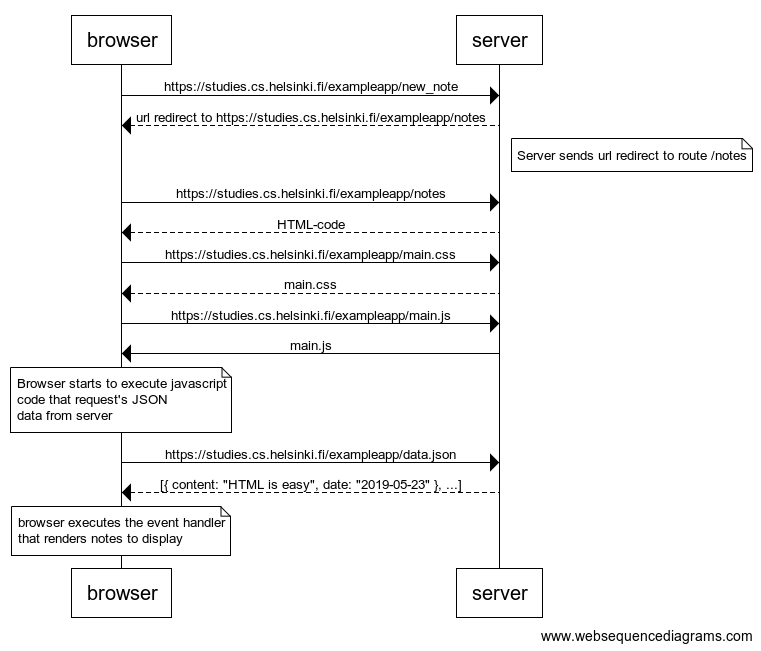 browser
server
https://studies.cs.helsinki.fi/exampleapp/new_note
url redirect to https://studies.cs.helsinki.fi/exampleapp/notes
Server sends url redirect to route /notes
https://studies.cs.helsinki.fi/exampleapp/notes
HTML-code
https://studies.cs.helsinki.fi/exampleapp/main.css
main.css
https://studies.cs.helsinki.fi/exampleapp/main.js
main.js
Browser starts to execute javascript
code that request's JSON
data from server
https://studies.cs.helsinki.fi/exampleapp/data.json
[{ content: "HTML is easy", date: "2019-05-23" }, ...]
browser executes the event handler
that renders notes to display
browser
server
www.websequencediagrams.com